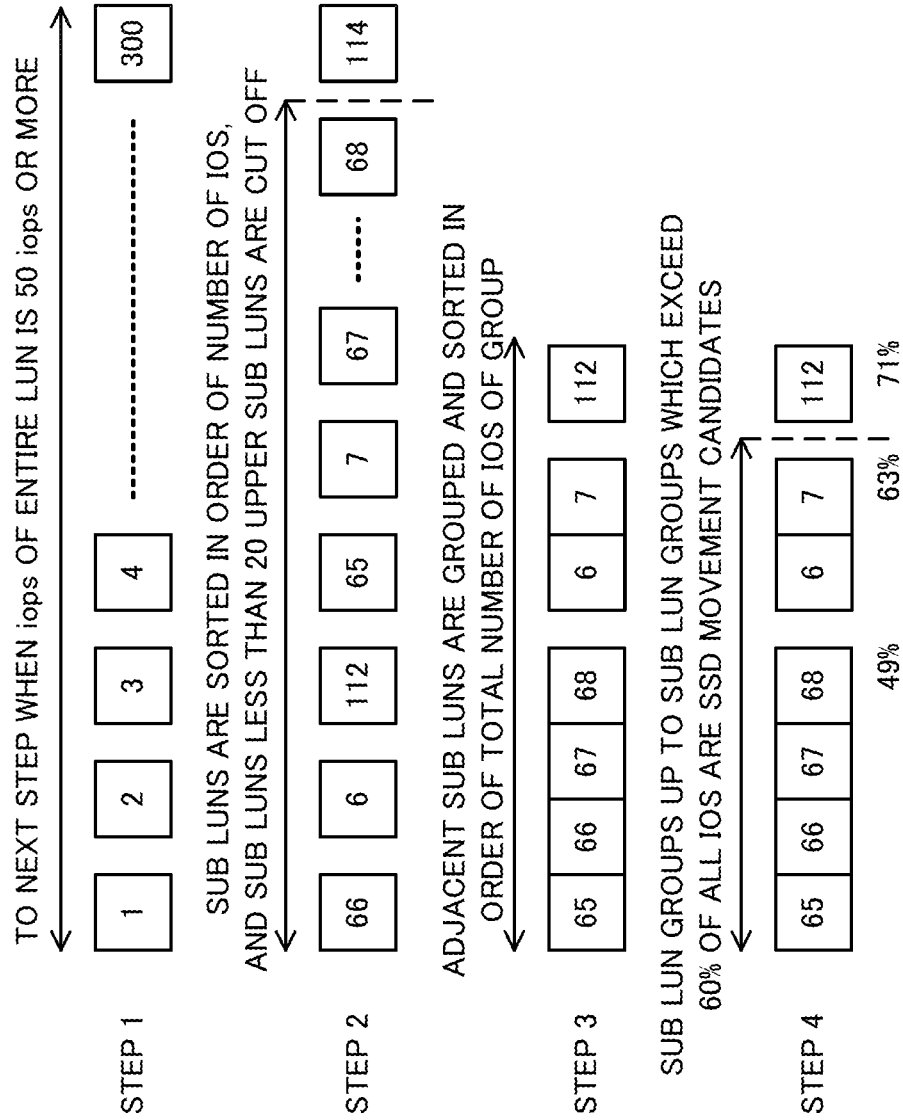 TO NEXT STEP WHEN iops OF ENTIRE LUN IS 50 iops OR MORE
STEP 1 1 2 3 4 300
SUB LUNS ARE SORTED IN ORDER OF NUMBER OF IOS,
AND SUB LUNS LESS THAN 20 UPPER SUB LUNS ARE CUT OFF
STEP 2 66 6 112 65 7 67 68 114
ADJACENT SUB LUNS ARE GROUPED AND SORTED IN
ORDER OF TOTAL NUMBER OF IOS OF GROUP
STEP 3 65 66 67 68 6 7 112
SUB LUN GROUPS UP TO SUB LUN GROUPS WHICH EXCEED
60% OF ALL IOS ARE SSD MOVEMENT CANDIDATES
STEP 4 65 66 67 68 6 7 112
49% 63% 71%